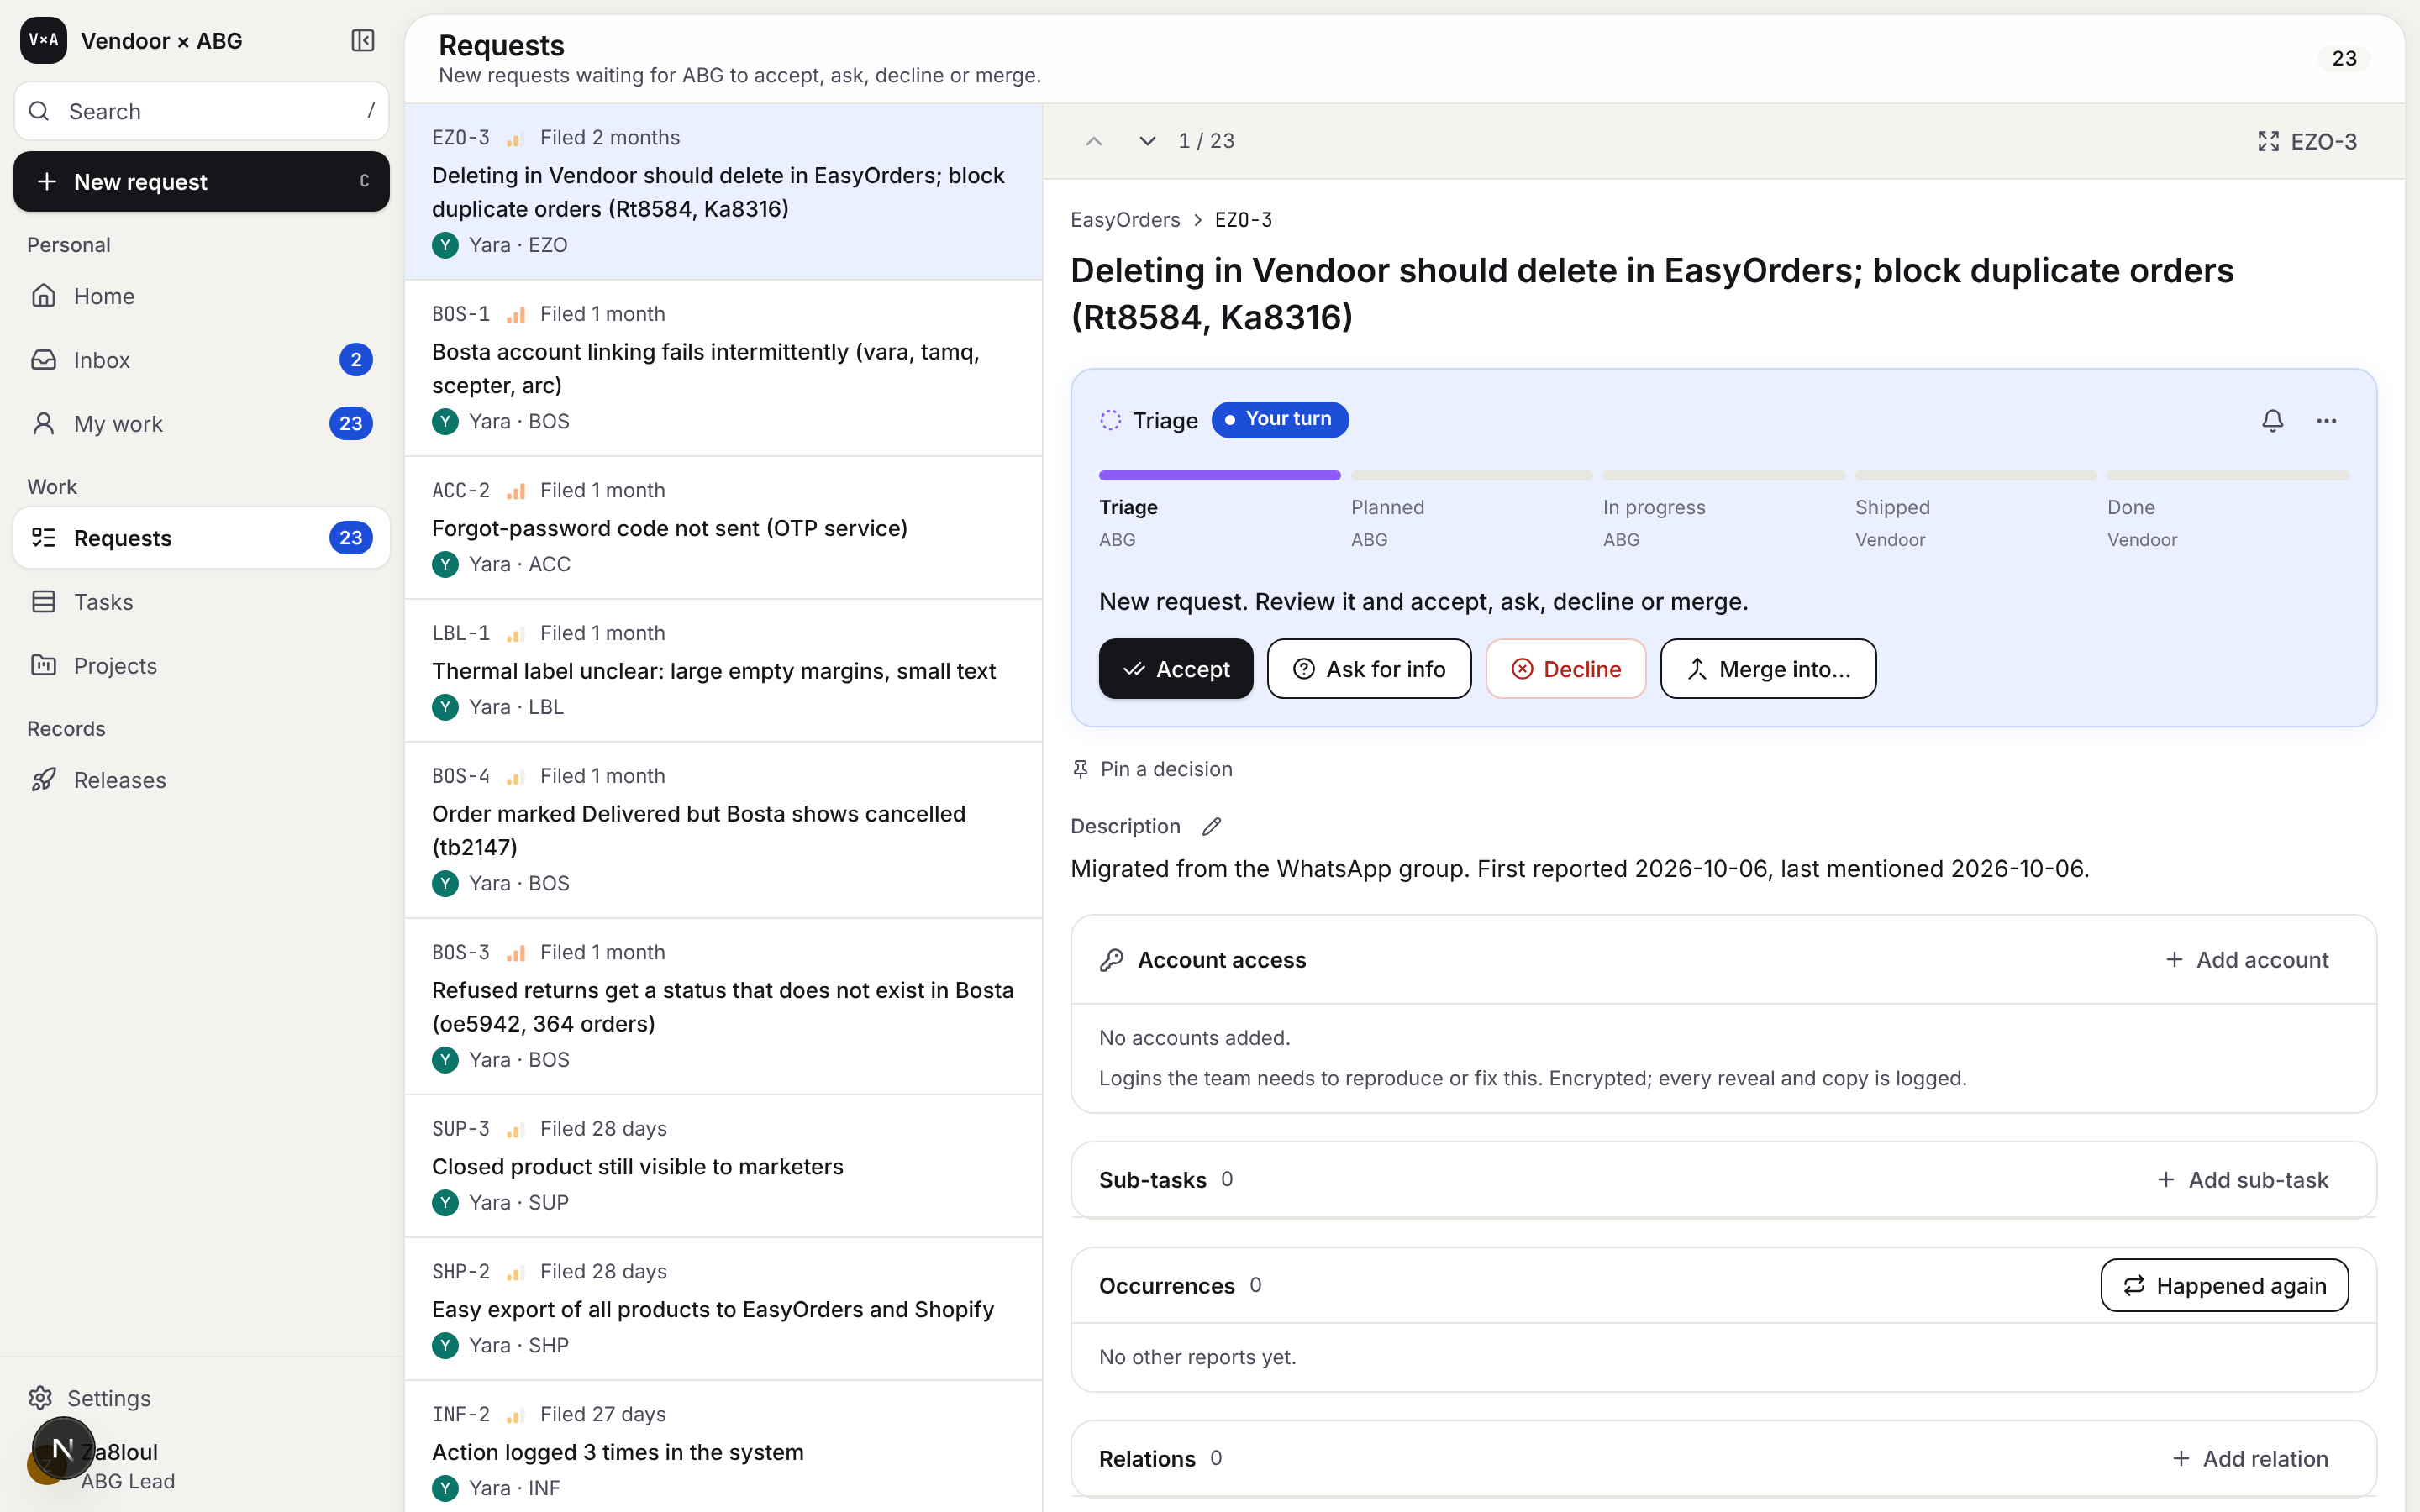 V×A Vendoor × ABG
Search /
New request C
Personal
Home
Inbox 2
My work 23
Work
Requests 23
Tasks
Projects
Records
Releases
Settings
N
Za8loul
ABG Lead
Requests
New requests waiting for ABG to accept, ask, decline or merge.
23
EZO-3 Filed 2 months
Deleting in Vendoor should delete in EasyOrders; block
duplicate orders (Rt8584, Ka8316)
Y Yara · EZO
BOS-1 Filed 1 month
Bosta account linking fails intermittently (vara, tamq,
scepter, arc)
Y Yara · BOS
ACC-2 Filed 1 month
Forgot-password code not sent (OTP service)
Y Yara · ACC
LBL-1 Filed 1 month
Thermal label unclear: large empty margins, small text
Y Yara · LBL
BOS-4 Filed 1 month
Order marked Delivered but Bosta shows cancelled
(tb2147)
Y Yara · BOS
BOS-3 Filed 1 month
Refused returns get a status that does not exist in Bosta
(oe5942, 364 orders)
Y Yara · BOS
SUP-3 Filed 28 days
Closed product still visible to marketers
Y Yara · SUP
SHP-2 Filed 28 days
Easy export of all products to EasyOrders and Shopify
Y Yara · SHP
INF-2 Filed 27 days
Action logged 3 times in the system
Y Yara · INF
1 / 23
EZO-3
EasyOrders > EZO-3
Deleting in Vendoor should delete in EasyOrders; block duplicate orders
(Rt8584, Ka8316)
Triage Your turn
Triage Planned In progress Shipped Done
ABG ABG ABG Vendoor Vendoor
New request. Review it and accept, ask, decline or merge.
Accept Ask for info Decline Merge into...
Pin a decision
Description
Migrated from the WhatsApp group. First reported 2026-10-06, last mentioned 2026-10-06.
Account access + Add account
No accounts added.
Logins the team needs to reproduce or fix this. Encrypted; every reveal and copy is logged.
Sub-tasks 0 + Add sub-task
Occurrences 0 Happened again
No other reports yet.
Relations 0 + Add relation